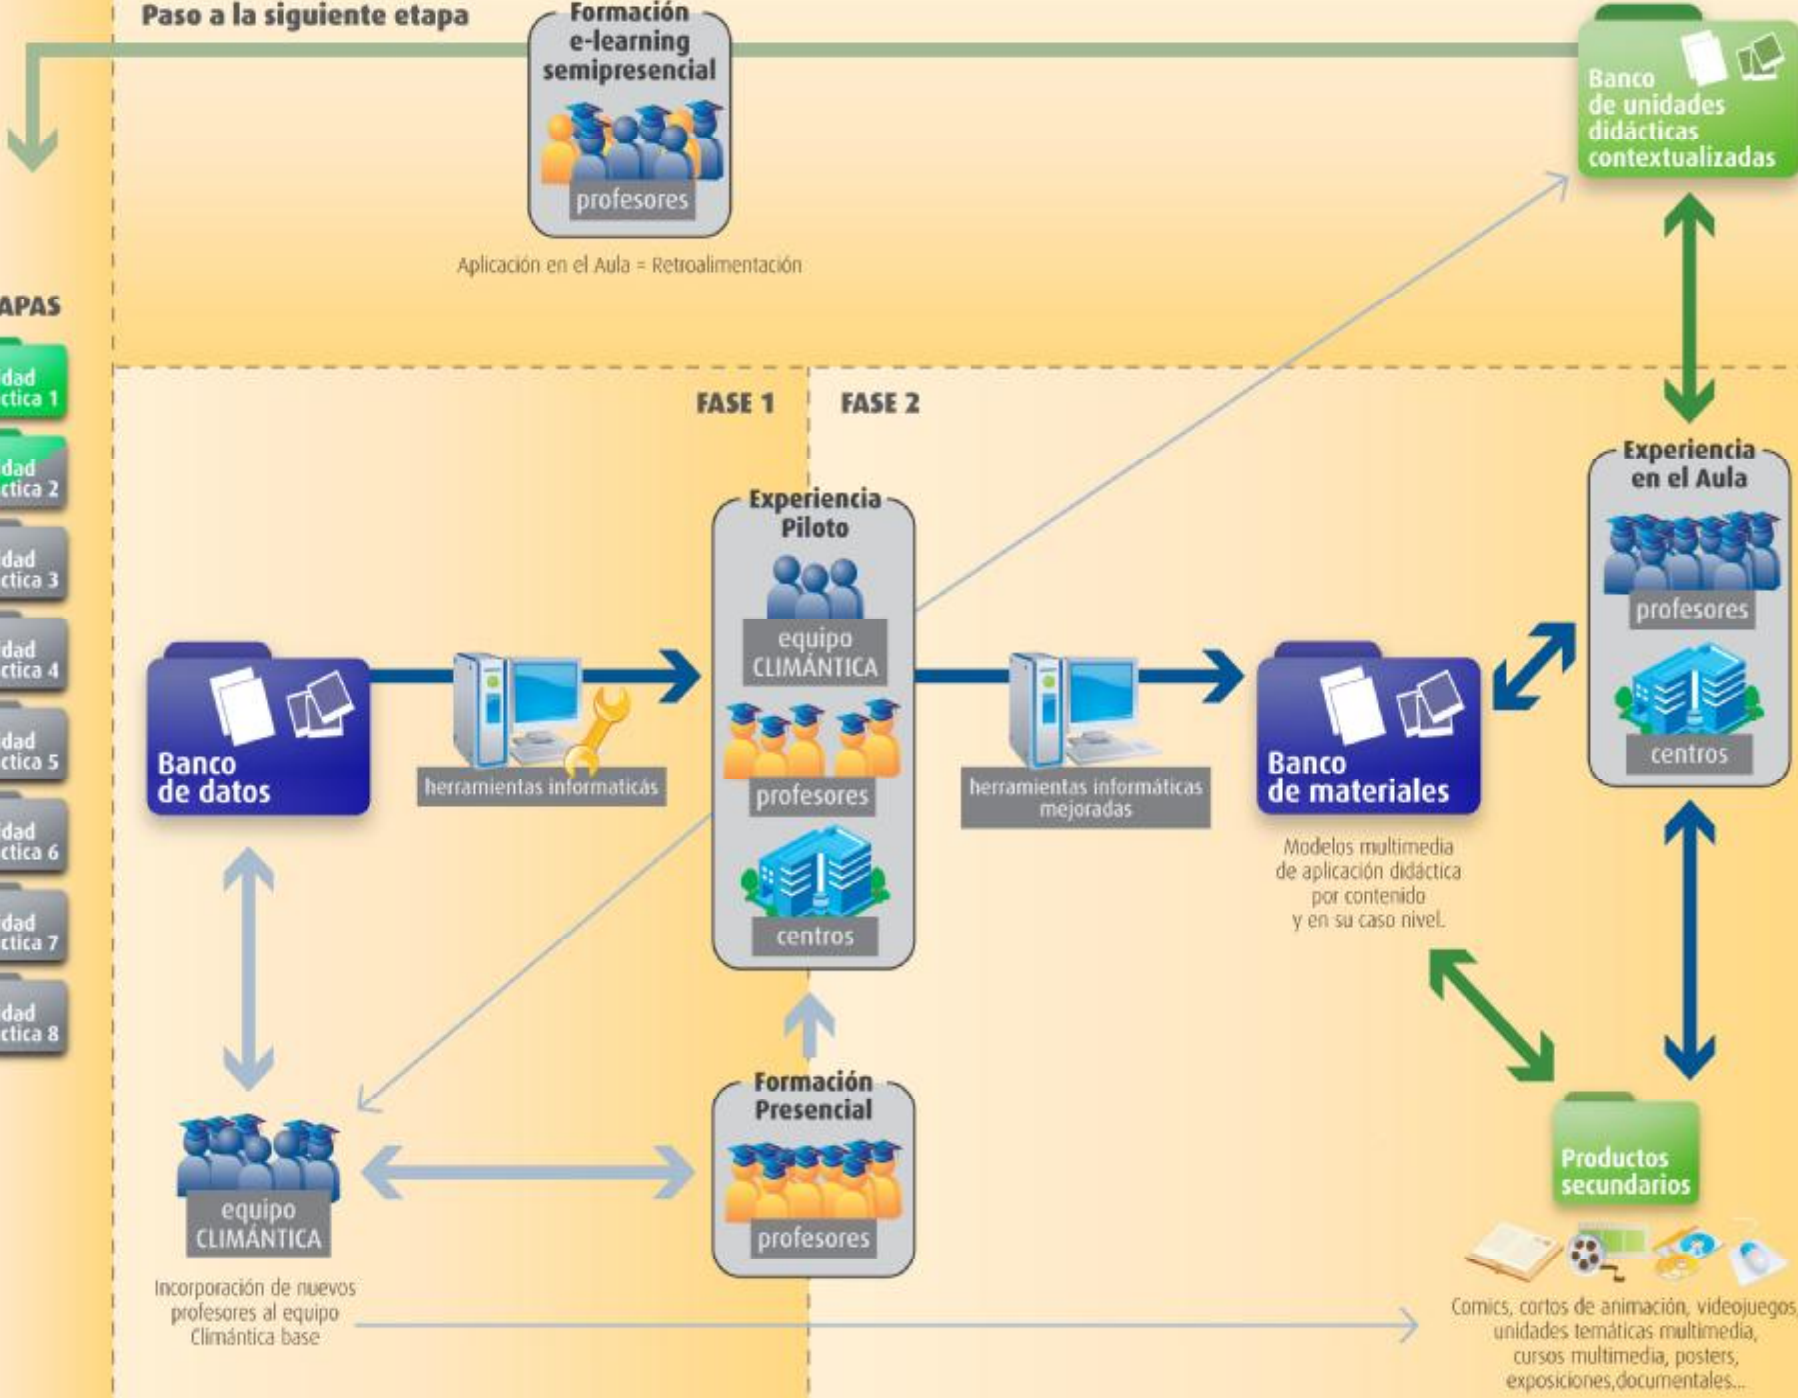 Paso a la siguiente etapa
Formación
e-learning
semipresencial
profesores
Aplicación en el Aula = Retroalimentación
Banco
de unidades
didácticas
contextualizadas
APAS
dad
ctica 1
dad
ctica 2
dad
ctica 3
dad
ctica 4
dad
ctica 5
dad
ctica 6
dad
ctica 7
dad
ctica 8
FASE 1
FASE 2
Experiencia
Piloto
equipo
CLIMÁNTICA
profesores
centros
Experiencia
en el Aula
profesores
centros
Banco
de datos
herramientas informaticás
herramientas informáticas
mejoradas
Banco
de materiales
Modelos multimedia
de aplicación didáctica
por contenido
y en su caso nivel.
Formación
Presencial
profesores
equipo
CLIMÁNTICA
Incorporación de nuevos
profesores al equipo
Climántica base
Productos
secundarios
Comics, cortos de animación, videojuegos,
unidades temáticas multimedia,
cursos multimedia, posters,
exposiciones,documentales...